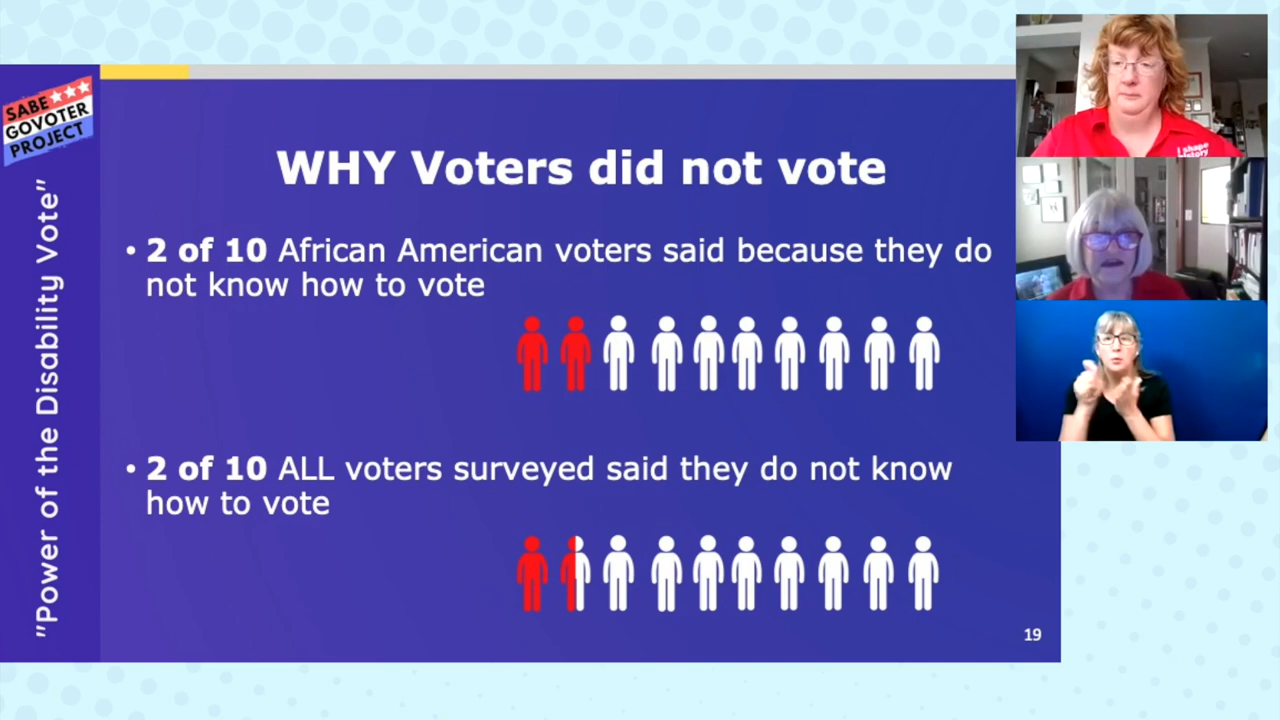 SABE
GOVOTER
PROJECT
"Power of the Disability Vote"
WHY Voters did not vote
• 2 of 10 African American voters said because they do
not know how to vote
• 2 of 10 ALL voters surveyed said they do not know
how to vote
19
I shape